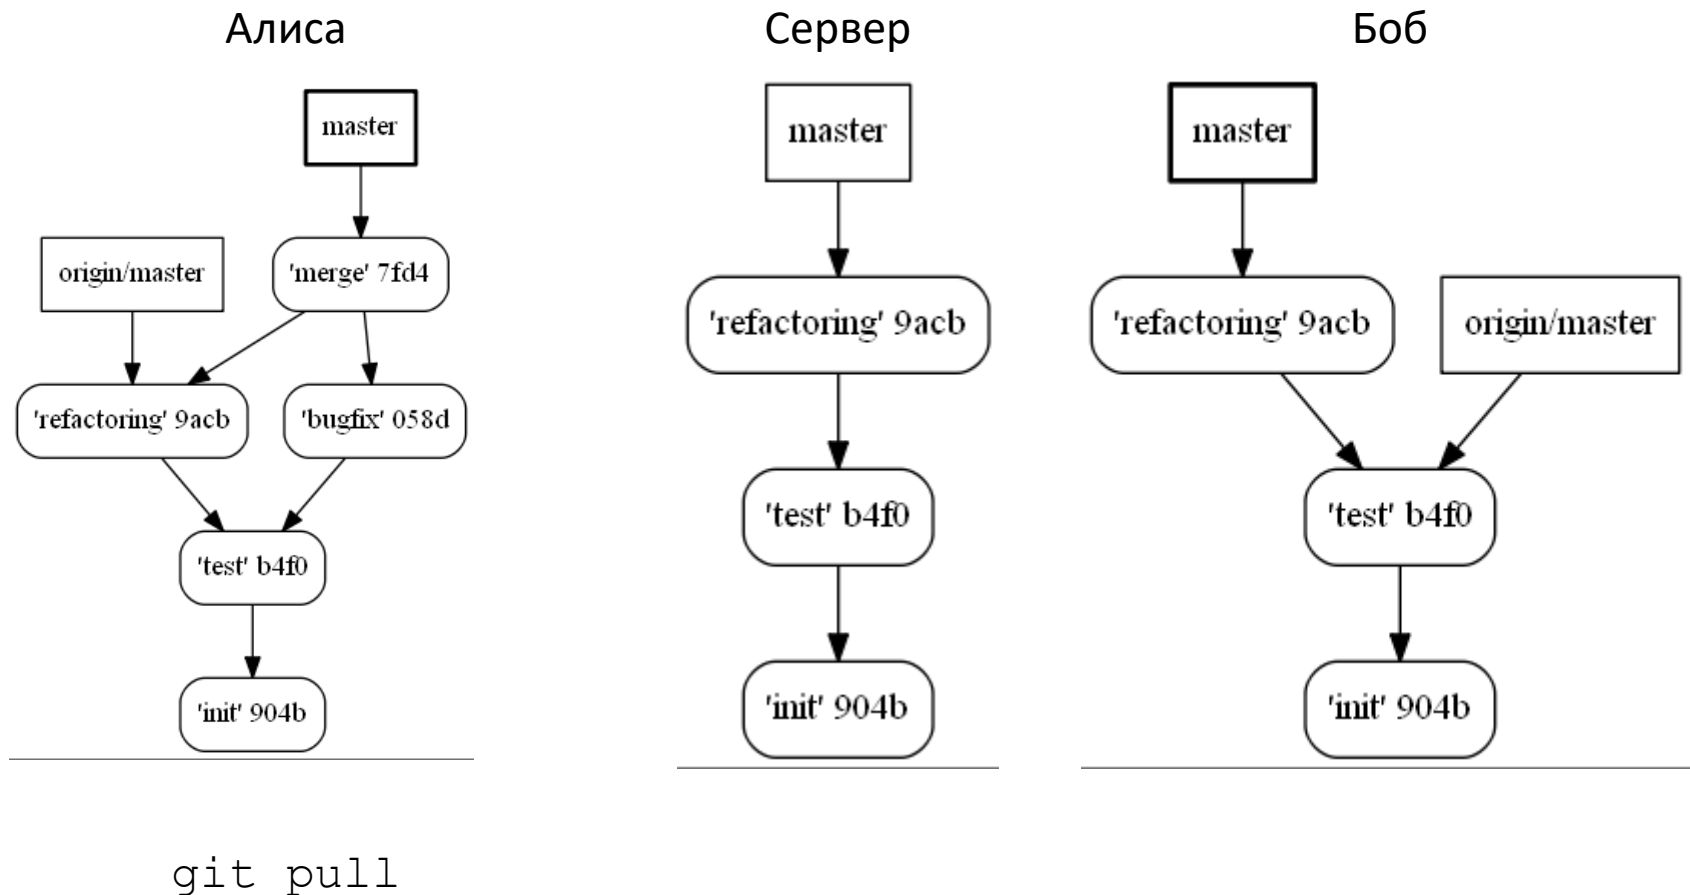 Алиса
master
origin/master
'merge' 7fd4
'refactoring' 9acb
'bugfix' 058d
'test' b4f0
'init' 904b
git pull
Сервер
master
'refactoring' 9acb
'test' b4f0
'init' 904b
Боб
master
'refactoring' 9acb
origin/master
'test' b4f0
'init' 904b